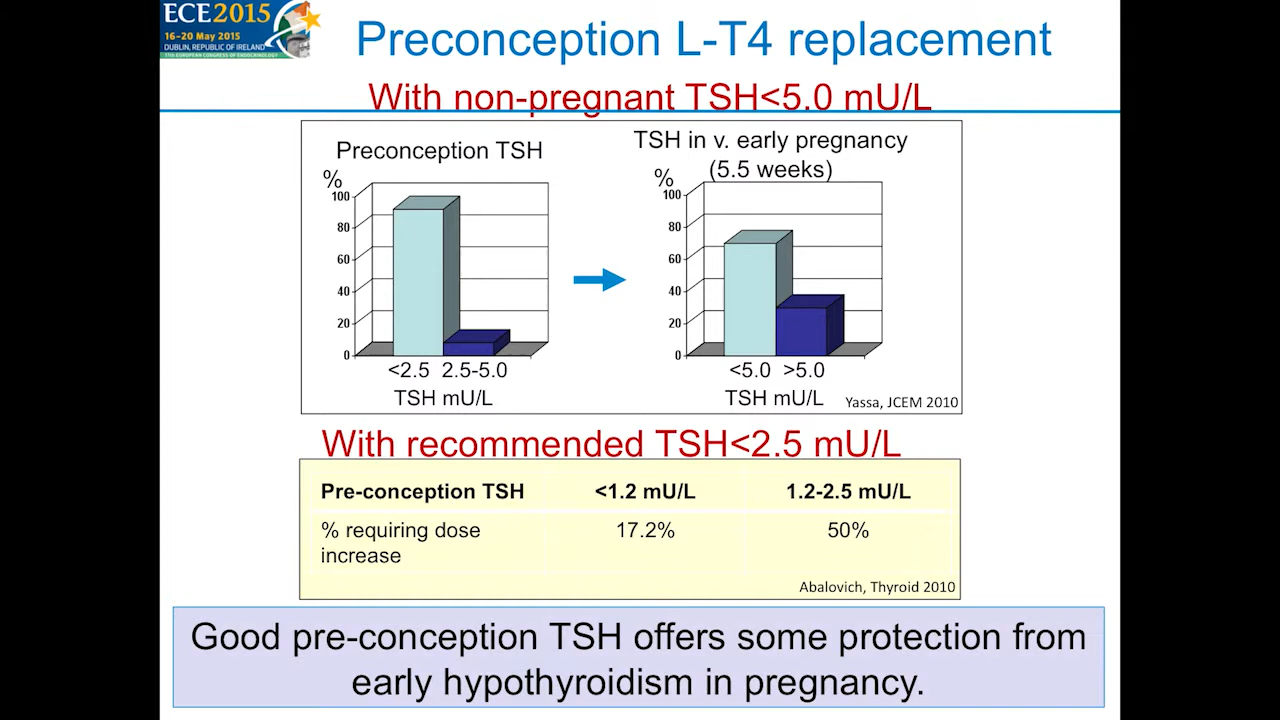 ECE2015
16-20 May 2015
DUBLIN, REPUBLIC OF IRELAND
17TH EUROPEAN CONGRESS OF ENDOCRINOLOGY
Preconception L-T4 replacement
With non-pregnant TSH<5.0 mU/L
Preconception TSH
%
100
80
60
40
20
0
<2.5 2.5-5.0
TSH mU/L
TSH in v. early pregnancy
(5.5 weeks)
%
100
80
60
40
20
0
<5.0 >5.0
TSH mU/L
Yassa, JCEM 2010
With recommended TSH<2.5 mU/L
Pre-conception TSH <1.2 mU/L 1.2-2.5 mU/L
% requiring dose 17.2% 50%
increase
Abalovich, Thyroid 2010
Good pre-conception TSH offers some protection from
early hypothyroidism in pregnancy.